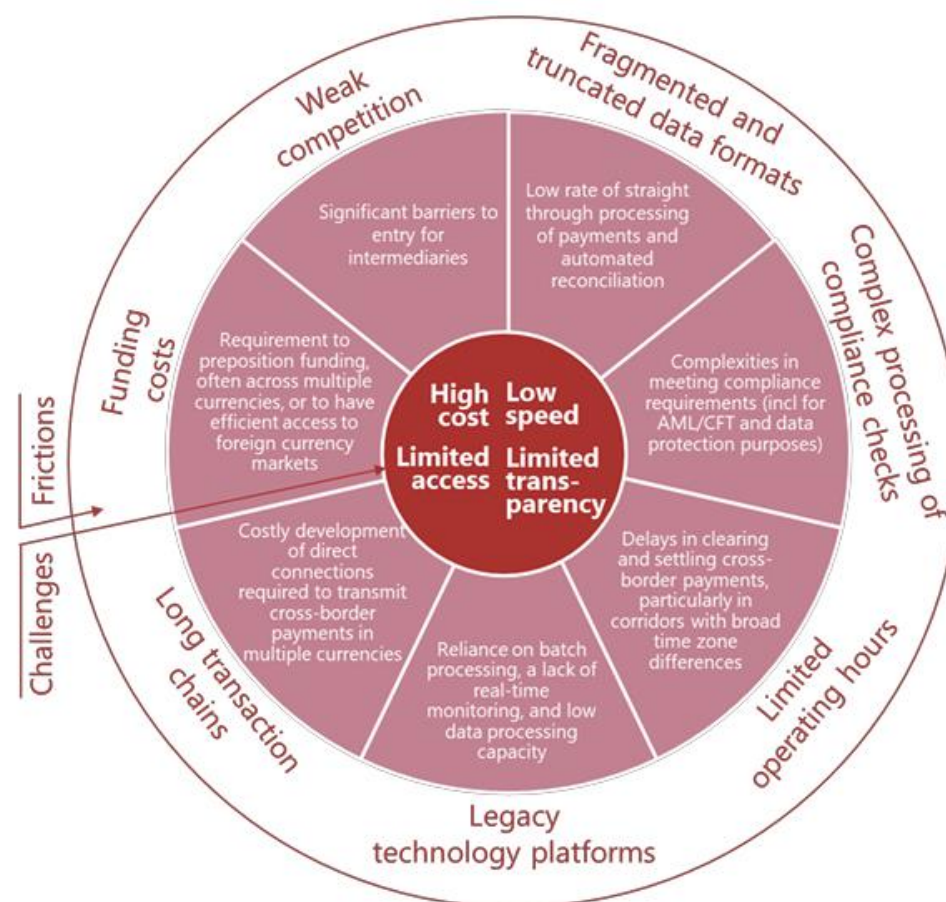 Weak
competition
Fragmented and
truncated data formats
Complex processing of
compliance checks
Limited
operating hours
Legacy
technology platforms
Long transaction
chains
Funding
costs
Significant barriers to
entry for
intermediaries
Low rate of straight
through processing
of payments and
automated
reconciliation
Complexities in
meeting compliance
requirements (incl for
AML/CFT and data
protection purposes)
Delays in clearing
and settling cross-
border payments,
particularly in
corridors with broad
time zone
differences
Reliance on batch
processing, a lack of
real-time
monitoring, and low
data processing
capacity
Costly development
of direct
connections
required to transmit
cross-border
payments in
multiple currencies
Requirement to
preposition funding,
often across multiple
currencies, or to have
efficient access to
foreign currency
markets
High
cost
Low
speed
Limited
access
Limited
trans-
parency
Frictions
Challenges